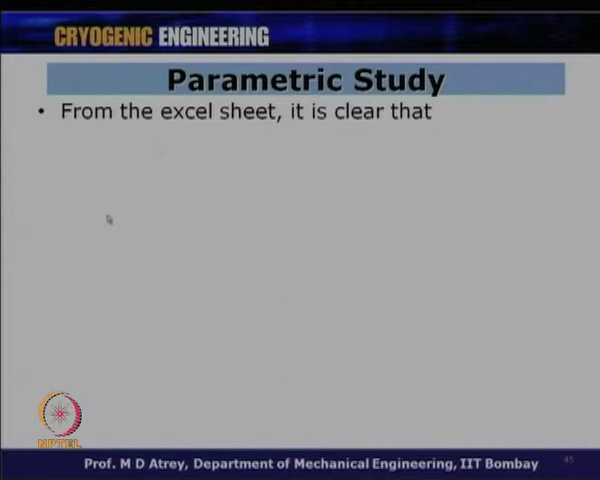 CRYOGENIC ENGINEERING
Parametric Study
• From the excel sheet, it is clear that
NPTEL
Prof. M D Atrey, Department of Mechanical Engineering, IIT Bombay
45